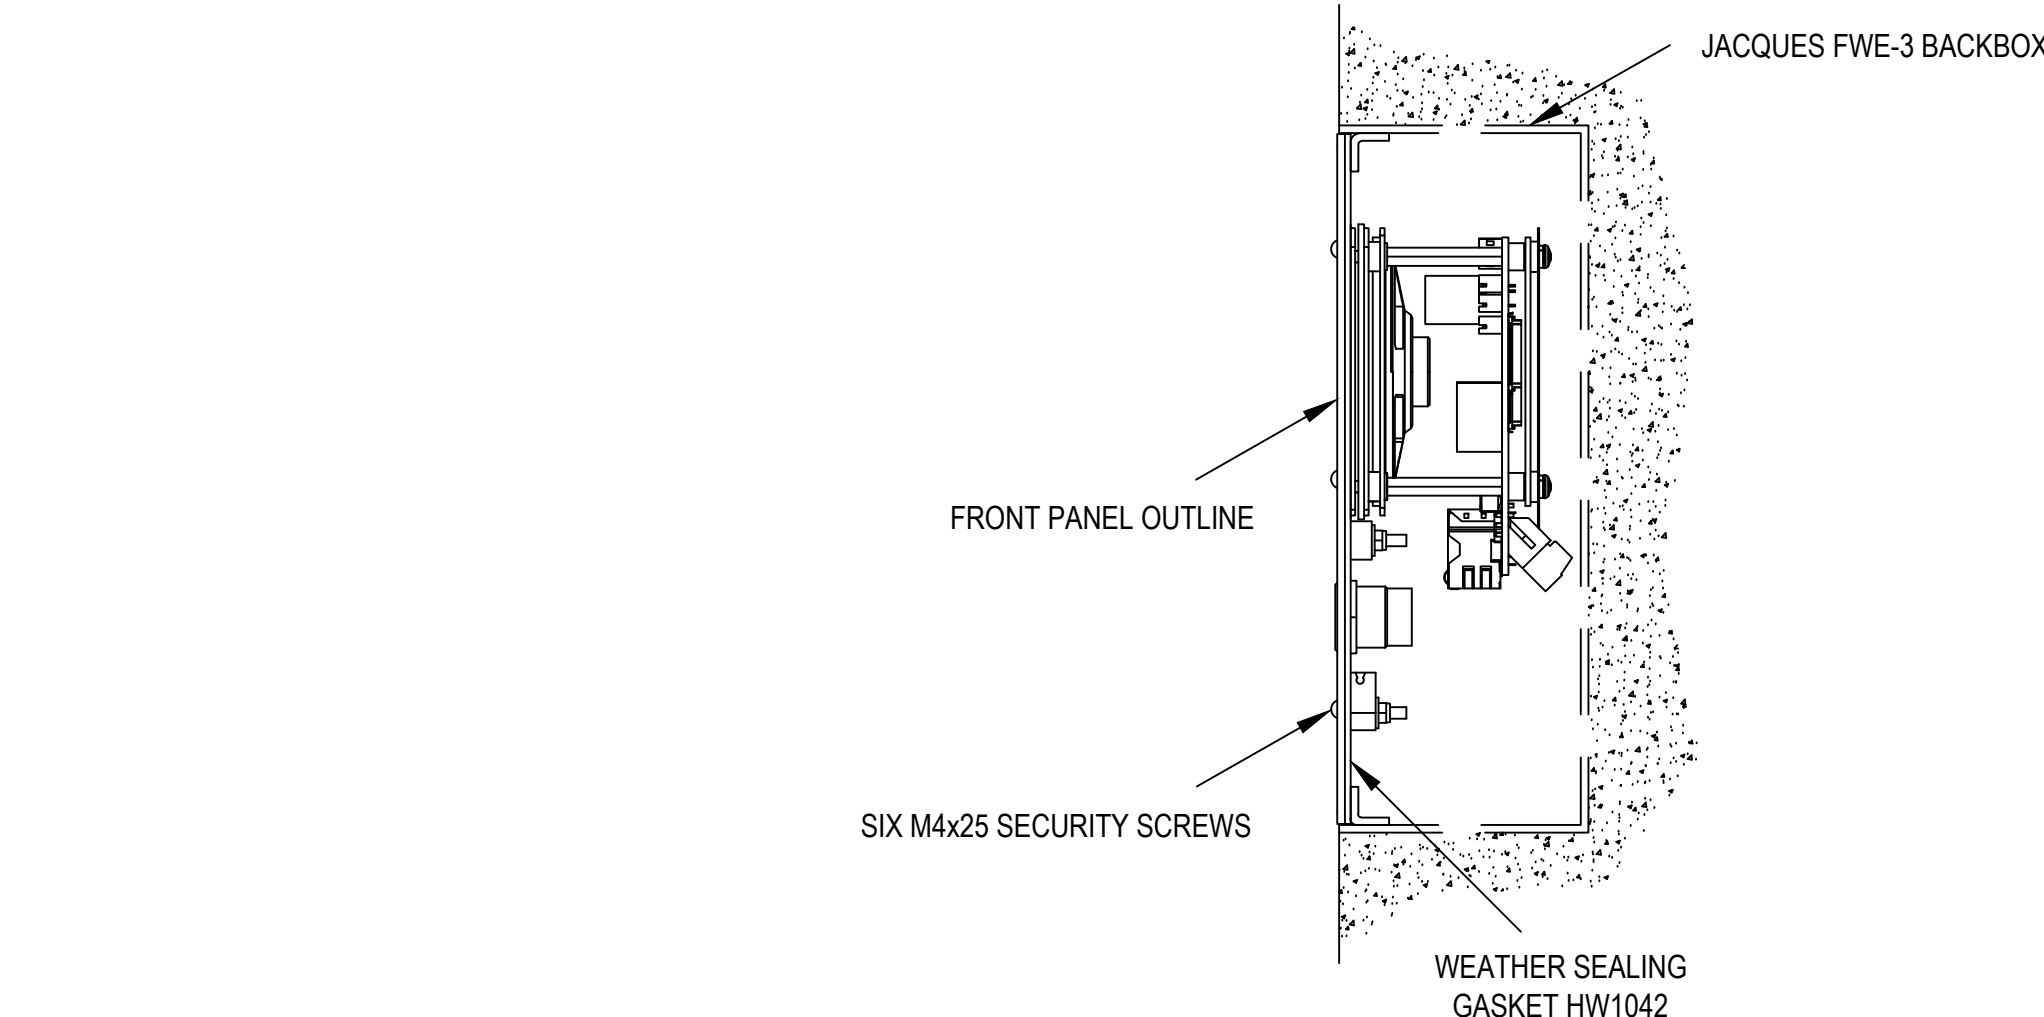 JACQUES FWE-3 BACKBOX
FRONT PANEL OUTLINE
SIX M4x25 SECURITY SCREWS
WEATHER SEALING
GASKET HW1042